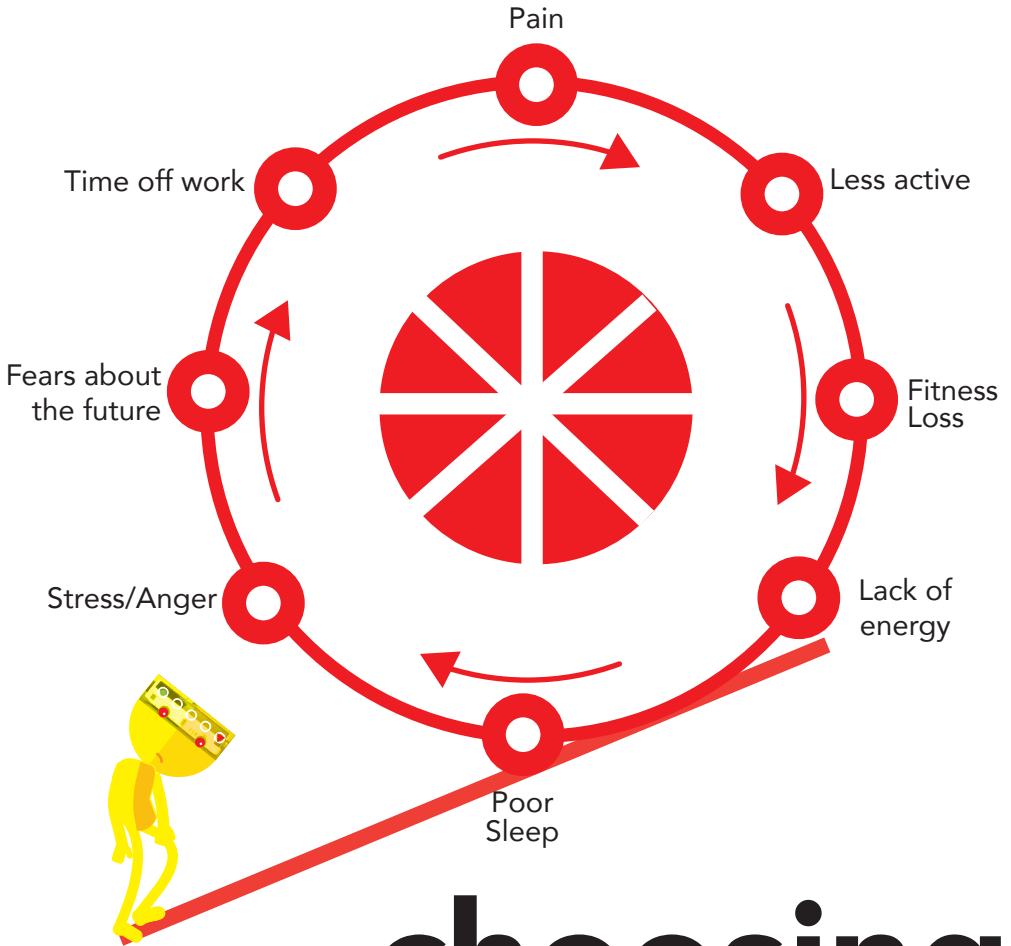 Pain
Less active
Fitness
Loss
Lack of
energy
Poor
Sleep
Stress/Anger
Fears about
the future
Time off work
choosing